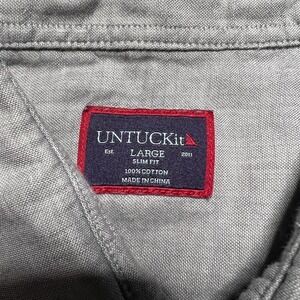 UNTUCKit
Est. LARGE 2011
SLIM FIT
100% COTTON
MADE IN CHINA